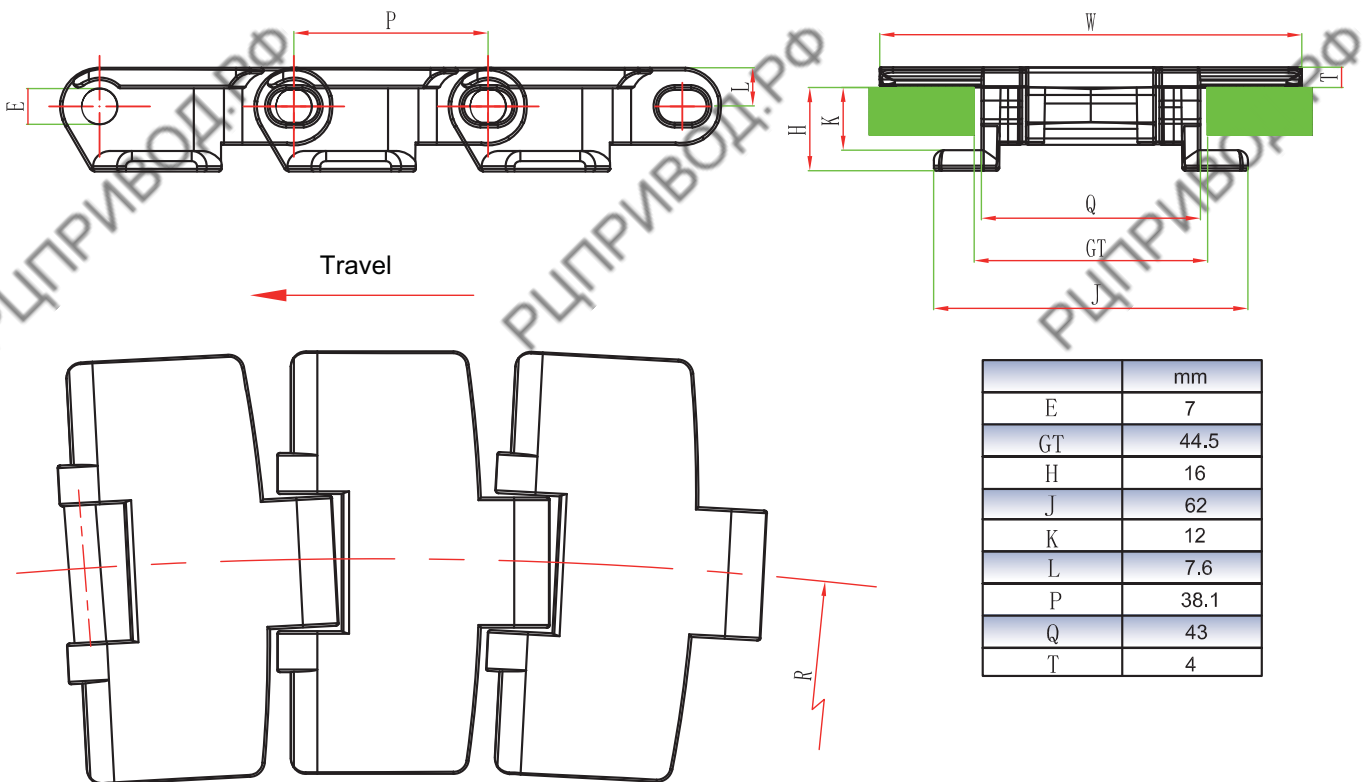 P
W
E
L
H
K
T
Q
GT
J
Travel
R
mm
E 7
GT 44.5
H 16
J 62
K 12
L 7.6
P 38.1
Q 43
T 4
РЦПРИВОД.РФ
РЦПРИВОД.РФ
РЦПРИВОД.РФ